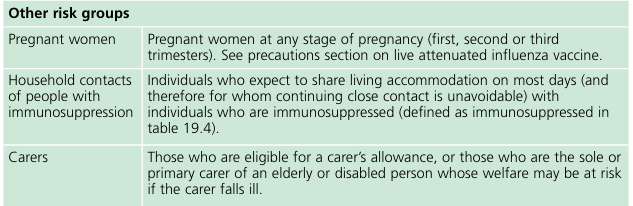 Other risk groups
Pregnant women
Pregnant women at any stage of pregnancy (first, second or third
trimesters). See precautions section on live attenuated influenza vaccine.
Household contacts
of people with
immunosuppression
Individuals who expect to share living accommodation on most days (and
therefore for whom continuing close contact is unavoidable) with
individuals who are immunosuppressed (defined as immunosuppressed in
table 19.4).
Carers
Those who are eligible for a carer’s allowance, or those who are the sole or
primary carer of an elderly or disabled person whose welfare may be at risk
if the carer falls ill.